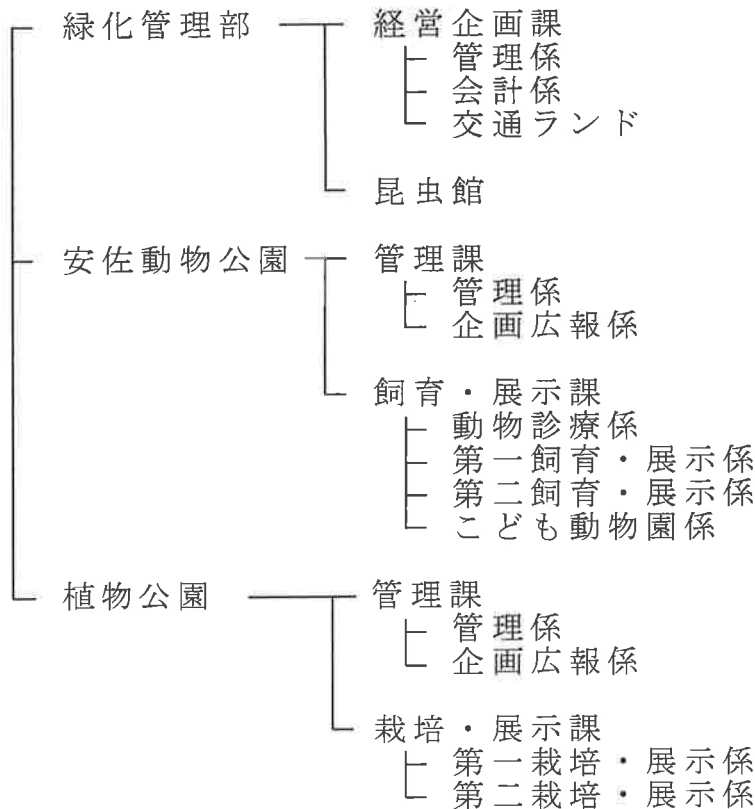 緑化管理部 経営企画課
管理係
会計係
交通ランド
昆虫館
安佐動物公園 管理課
管理係
企画広報係
飼育・展示課
動物診療係
第一飼育・展示係
第二飼育・展示係
こども動物園係
植物公園 管理課
管理係
企画広報係
栽培・展示課
第一栽培・展示係
第二栽培・展示係